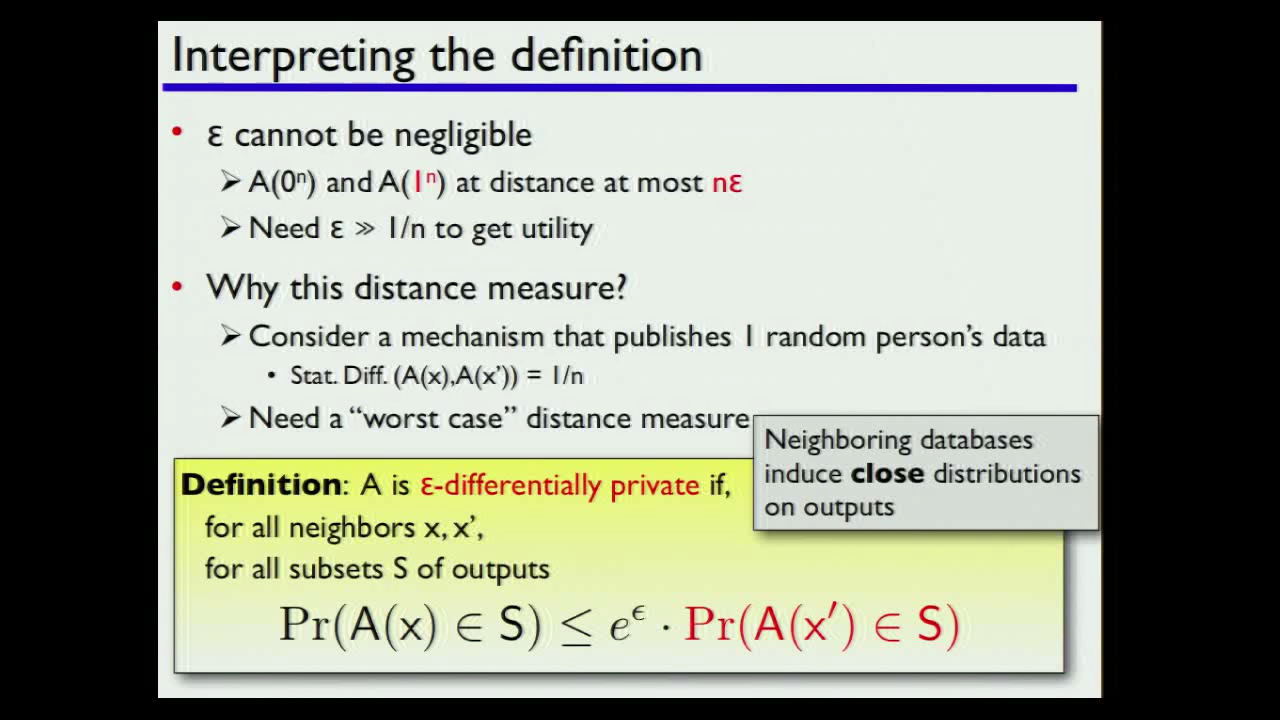 Interpreting the definition
• ε cannot be negligible
➢ A(0ⁿ) and A(1ⁿ) at distance at most nε
➢ Need ε ≫ 1/n to get utility
• Why this distance measure?
➢ Consider a mechanism that publishes 1 random person's data
• Stat. Diff. (A(x),A(x')) = 1/n
➢ Need a “worst case” distance measure
Neighboring databases
induce close distributions
on outputs
Definition: A is ε-differentially private if,
for all neighbors x, x',
for all subsets S of outputs
Pr(A(x) ∈ S) ≤ e^ϵ · Pr(A(x′) ∈ S)